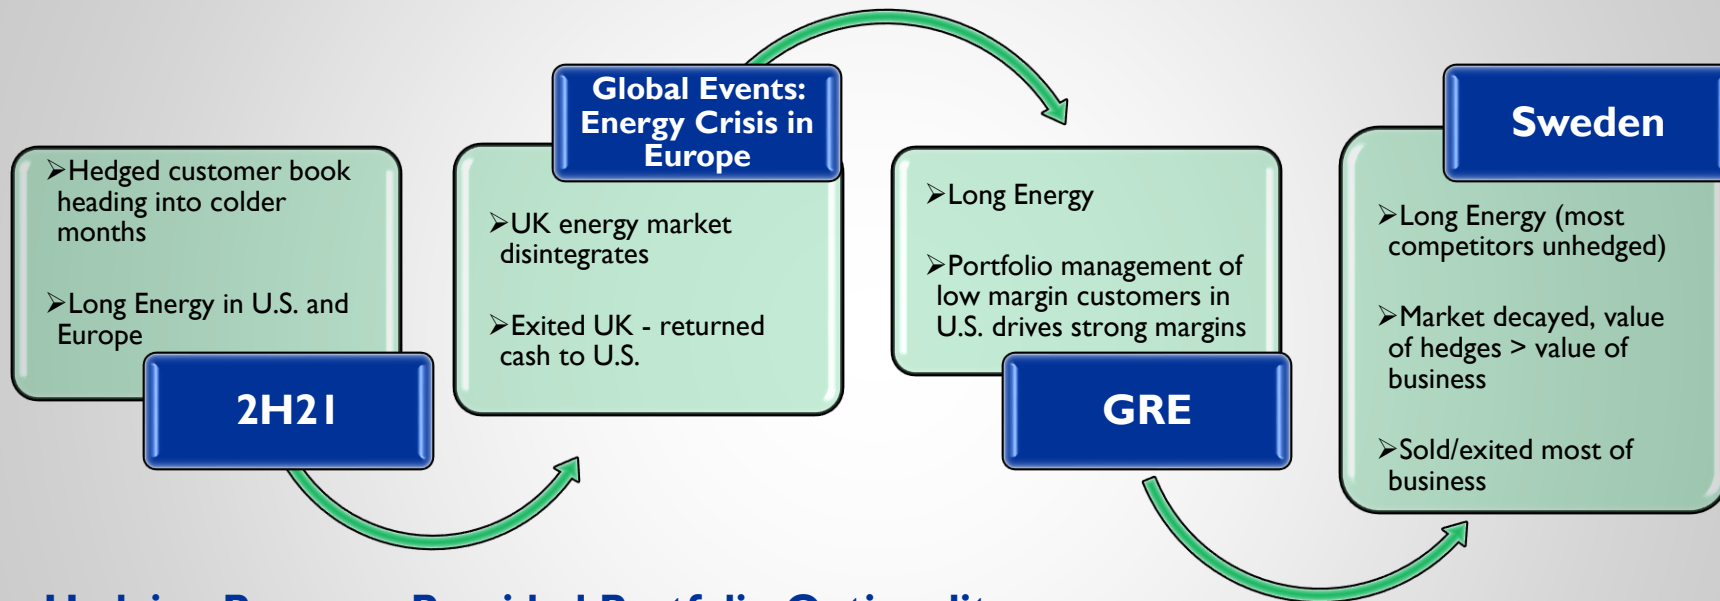 ➢Hedged customer book
heading into colder
months
➢Long Energy in U.S. and
Europe
2H21
Global Events:
Energy Crisis in
Europe
➢UK energy market
disintegrates
➢Exited UK - returned
cash to U.S.
➢Long Energy
➢Portfolio management of
low margin customers in
U.S. drives strong margins
GRE
Sweden
➢Long Energy (most
competitors unhedged)
➢Market decayed, value
of hedges > value of
business
➢Sold/exited most of
business
Provided Portfolio